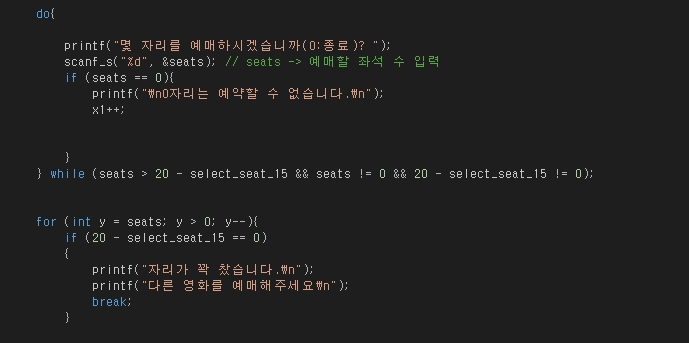 do{
printf("몇 자리를 예매하시겠습니까(0:종료)? ");
scanf_s("%d", &seats); // seats -> 예매할 좌석 수 입력
if (seats == 0){
printf("₩n0자리는 예약할 수 없습니다.₩n");
x1++;
}
} while (seats > 20 - select_seat_15 && seats != 0 && 20 - select_seat_15 != 0);
for (int y = seats; y > 0; y--){
if (20 - select_seat_15 == 0)
{
printf("자리가 꽉 찼습니다.₩n");
printf("다른 영화를 예매해주세요₩n");
break;
}